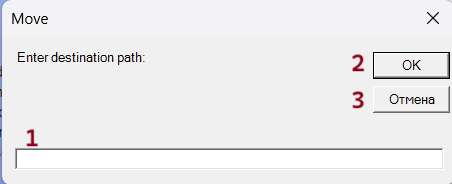 Move
Enter destination path:
2 OK
3 Отмена
1